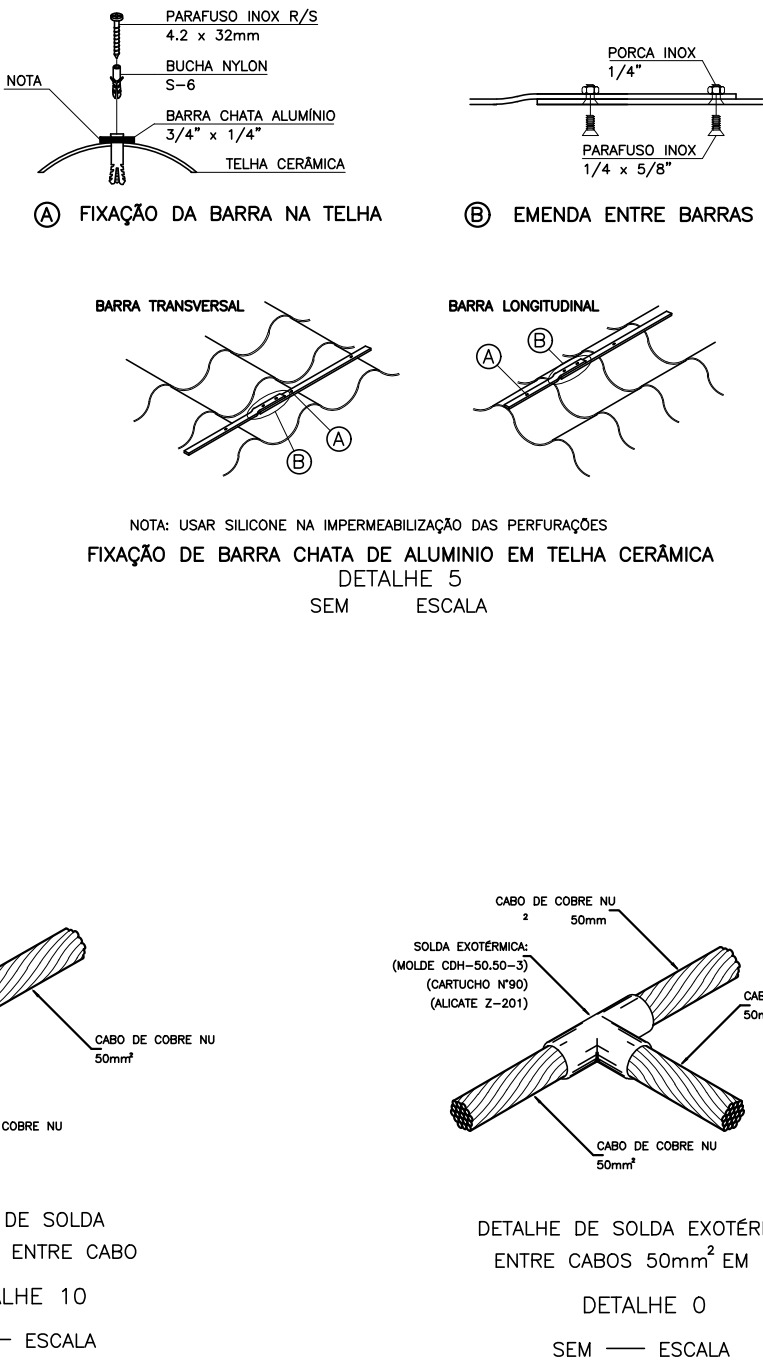 PARAFUSO INOX R/S
4.2 x 32mm
BUCHA NYLON
S-6
NOTA
BARRA CHATA ALUMÍNIO
3/4" x 1/4"
TELHA CERÂMICA
A FIXAÇÃO DA BARRA NA TELHA
PORCA INOX
1/4"
PARAFUSO INOX
1/4 x 5/8"
B EMENDA ENTRE BARRAS
BARRA TRANSVERSAL
A
B
BARRA LONGITUDINAL
B
A
NOTA: USAR SILICONE NA IMPERMEABILIZAÇÃO DAS PERFURAÇÕES
FIXAÇÃO DE BARRA CHATA DE ALUMINIO EM TELHA CERÂMICA
DETALHE 5
SEM ESCALA
CABO DE COBRE NU
50mm²
COBRE NU
DE SOLDA
ENTRE CABO
ALHE 10
— ESCALA
CABO DE COBRE NU
² 50mm
SOLDA EXOTÉRMICA:
(MOLDE CDH-50.50-3)
(CARTUCHO N°90)
(ALICATE Z-201)
CAB
50m
CABO DE COBRE NU
50mm²
DETALHE DE SOLDA EXOTÉR
ENTRE CABOS 50mm² EM
DETALHE 0
SEM — ESCALA